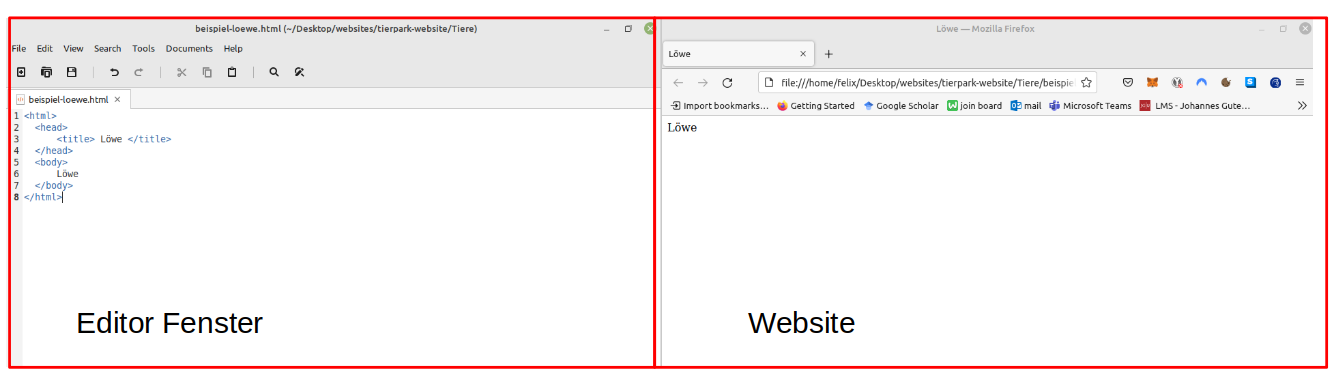 beispiel-loewe.html (~/Desktop/websites/tierpark-website/Tiere)
File Edit View Search Tools Documents Help
beispiel-loewe.html
1 <html>
2 <head>
3 <title> Löwe </title>
4 </head>
5 <body>
6 Löwe
7 </body>
8 </html>
Editor Fenster
Löwe — Mozilla Firefox
Löwe
file:///home/felix/Desktop/websites/tierpark-website/Tiere/beispiel
Import bookmarks... Getting Started Google Scholar join board mail Microsoft Teams LMS - Johannes Gute...
Löwe
Website